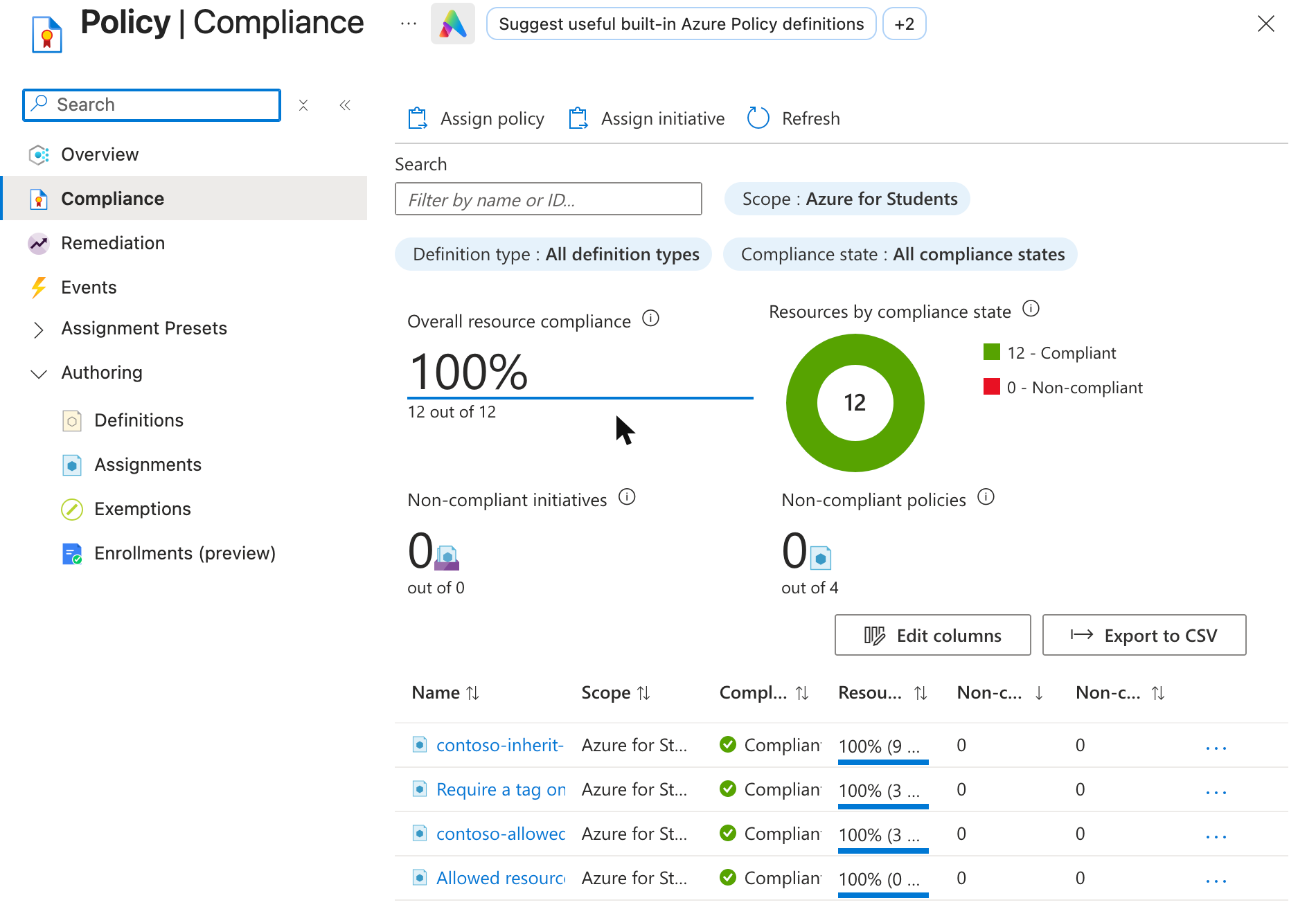 Policy | Compliance ...
Suggest useful built-in Azure Policy definitions
+2
Search
Overview
Compliance
Remediation
Events
Assignment Presets
Authoring
Definitions
Assignments
Exemptions
Enrollments (preview)
Assign policy
Assign initiative
Refresh
Search
Filter by name or ID...
Scope : Azure for Students
Definition type : All definition types
Compliance state : All compliance states
Overall resource compliance
100%
12 out of 12
Resources by compliance state
12
12 - Compliant
0 - Non-compliant
Non-compliant initiatives
0
out of 0
Non-compliant policies
0
out of 4
Edit columns
Export to CSV
Name Scope Compl... Resou... Non-c... Non-c...
contoso-inherit- Azure for St... Complian 100% (9 ... 0 0 ...
Require a tag on Azure for St... Complian 100% (3 ... 0 0 ...
contoso-allowed Azure for St... Complian 100% (3 ... 0 0 ...
Allowed resourc Azure for St... Complian 100% (0 ... 0 0 ...